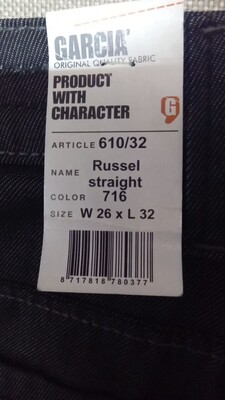 GARCIA'
ORIGINAL QUALITY FABRIC
PRODUCT
WITH
CHARACTER
G
ARTICLE 610/32
NAME Russel
straight
COLOR 716
SIZE W 26 x L 32
8 717818 780377